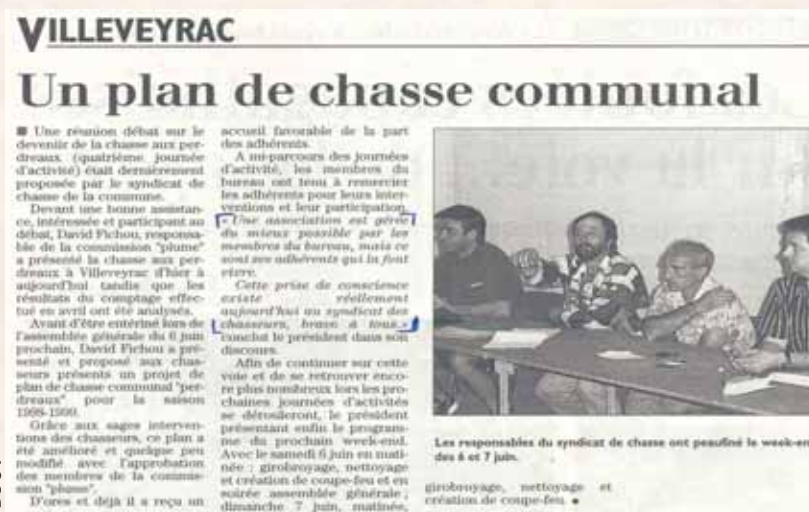 VILLEVEYRAC
Un plan de chasse communal
■ Une réunion débat sur le
devenir de la chasse aux per-
dreaux (quatrième journée
d'activité) était dernièrement
proposée par le syndicat de
chasse de la commune.
Devant une bonne assistan-
ce, intéressée et participant au
débat, David Fichou, responsa-
ble de la commission "plume"
a présenté la chasse aux per-
dreaux à Villeveyrac d'hier à
aujourd'hui tandis que les
résultats du comptage effec-
tué en avril ont été analysés.
Avant d'être entériné lors de
l'assemblée générale du 6 juin
prochain, David Fichou a pré-
senté et proposé aux chas-
seurs présents un projet de
plan de chasse communal "per-
dreaux" pour la saison
1998-1999.
Grâce aux sages interven-
tions des chasseurs, ce plan a
été amélioré et quelque peu
modifié avec l'approbation
des membres de la commis-
sion "plume".
D'ores et déjà il a reçu un
accueil favorable de la part
des adhérents.
A mi-parcours des journées
d'activité, les membres du
bureau ont tenu à remercier
les adhérents pour leurs inter-
ventions et leur participation.
« Une association est gérée
du mieux possible par les
membres du bureau, mais ce
sont ses adhérents qui la font
vivre.
Cette prise de conscience
existe réellement
aujourd'hui au syndicat des
chasseurs, bravo à tous »
conclut le président dans son
discours.
Afin de continuer sur cette
voie et de se retrouver enco-
re plus nombreux lors les pro-
chaines journées d'activités
se dérouleront, le président
présentant enfin le program-
me du prochain week-end.
Avec le samedi 6 juin en mati-
née : girobroyage, nettoyage
et création de coupe-feu et en
soirée assemblée générale ;
dimanche 7 juin, matinée,
Les responsables du syndicat de chasse ont peaufiné le week-en
des 6 et 7 juin.
girobroyage, nettoyage et
création de coupe-feu. ●